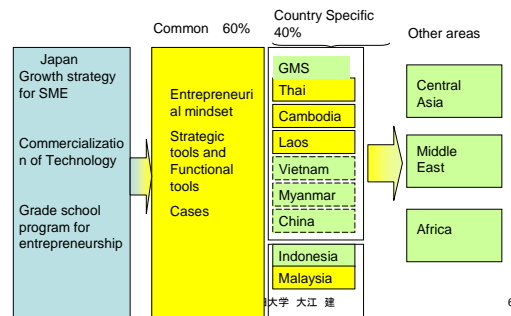 Common 60%
Country Specific
40%
Other areas
Japan
Growth strategy
for SME
Commercializatio
n of Technology
Grade school
program for
entrepreneurship
Entrepreneuri
al mindset
Strategic
tools and
Functional
tools
Cases
GMS
Thai
Cambodia
Laos
Vietnam
Myanmar
China
Indonesia
Malaysia
Central
Asia
Middle
East
Africa
大学 大江 建
6